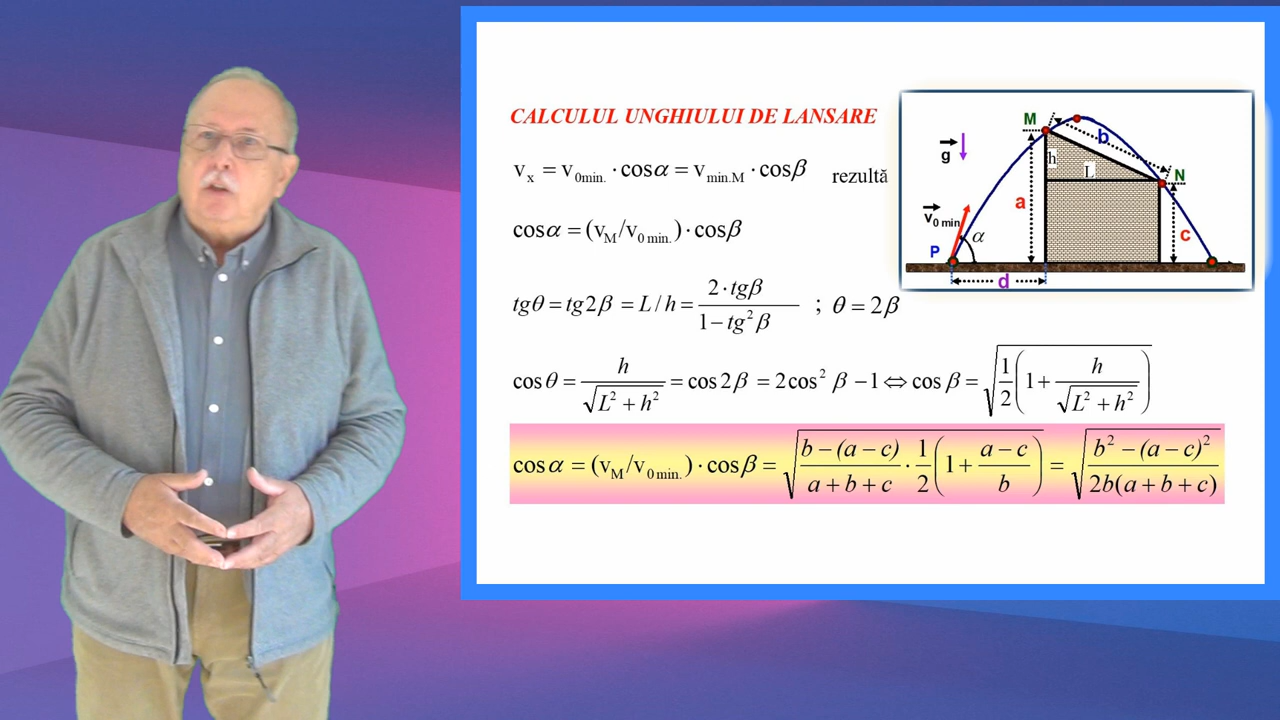 CALCULUL UNGHIULUI DE LANSARE
vₓ = v₀min. · cosα = vmin.M · cosβ rezultă
cosα = (vM/v₀ min.) · cosβ
tgθ = tg2β = L / h = 2·tgβ / (1 − tg²β) ; θ = 2β
cosθ = h / √(L² + h²) = cos2β = 2cos²β − 1 ⇔ cosβ = √(1/2 (1 + h / √(L² + h²)))
cosα = (vM/v₀ min.) · cosβ = √((b − (a − c)) / (a + b + c) · 1/2 (1 + (a − c) / b)) = √((b² − (a − c)²) / (2b(a + b + c)))
M
b
g
h
L
N
a
v₀ min
α
c
P
d